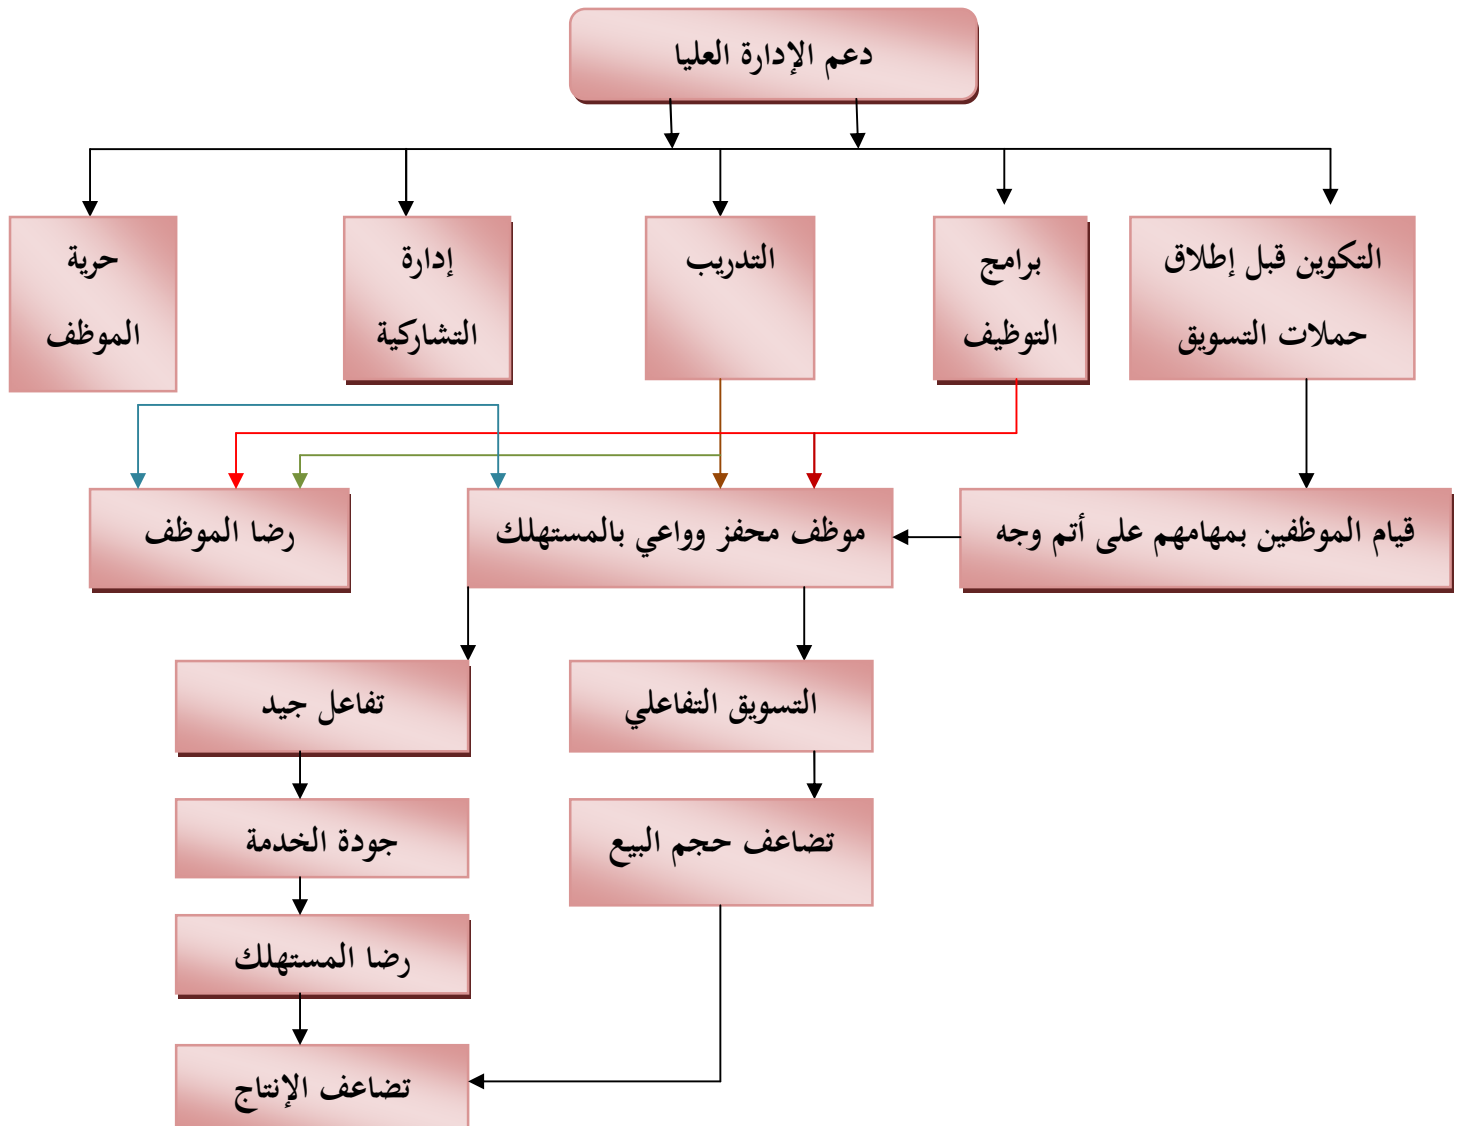 دعم الإدارة العليا
التكوين قبل إطلاق
حملات التسويق
برامج
التوظيف
التدريب
إدارة
التشاركية
حرية
الموظف
قيام الموظفين بمهامهم على أتم وجه
موظف محفز وواعي بالمستهلك
رضا الموظف
التسويق التفاعلي
تفاعل جيد
تضاعف حجم البيع
جودة الخدمة
رضا المستهلك
تضاعف الإنتاج